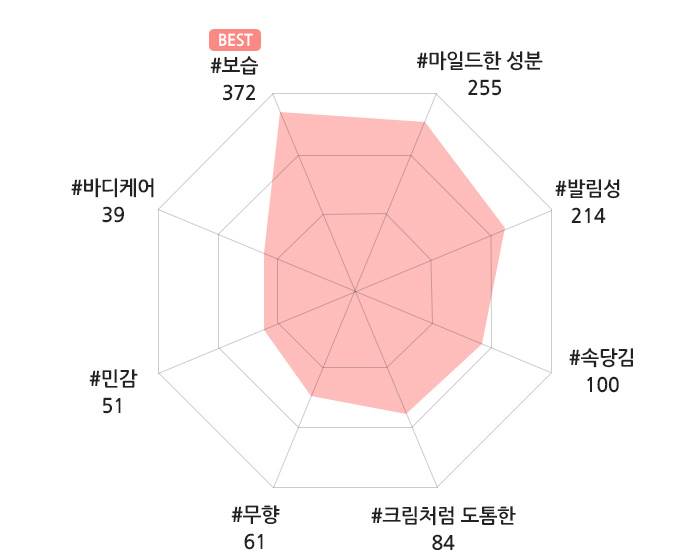 BEST
#보습
372
#마일드한 성분
255
#바디케어
39
#발림성
214
#민감
51
#속당김
100
#무향
61
#크림처럼 도톰한
84